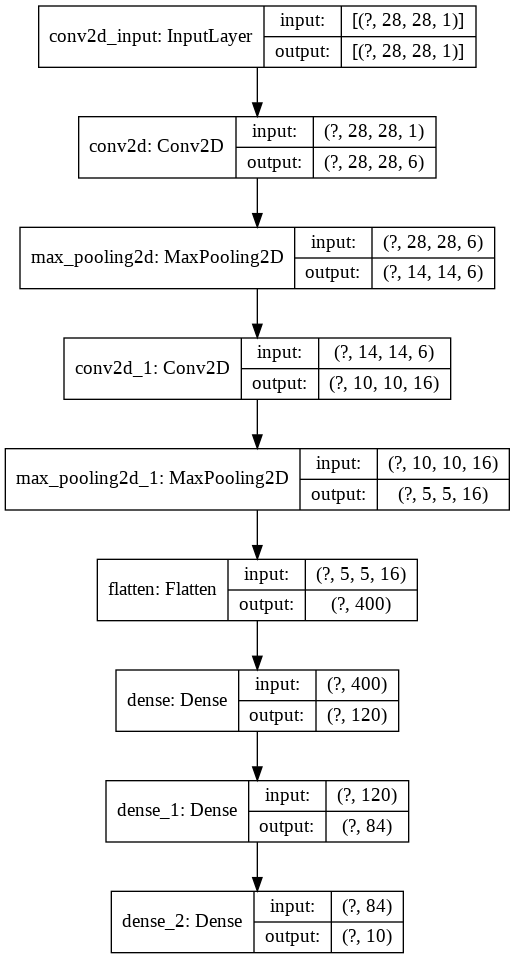 conv2d_input: InputLayer
input: [(?, 28, 28, 1)]
output: [(?, 28, 28, 1)]
conv2d: Conv2D
input: (?, 28, 28, 1)
output: (?, 28, 28, 6)
max_pooling2d: MaxPooling2D
input: (?, 28, 28, 6)
output: (?, 14, 14, 6)
conv2d_1: Conv2D
input: (?, 14, 14, 6)
output: (?, 10, 10, 16)
max_pooling2d_1: MaxPooling2D
input: (?, 10, 10, 16)
output: (?, 5, 5, 16)
flatten: Flatten
input: (?, 5, 5, 16)
output: (?, 400)
dense: Dense
input: (?, 400)
output: (?, 120)
dense_1: Dense
input: (?, 120)
output: (?, 84)
dense_2: Dense
input: (?, 84)
output: (?, 10)